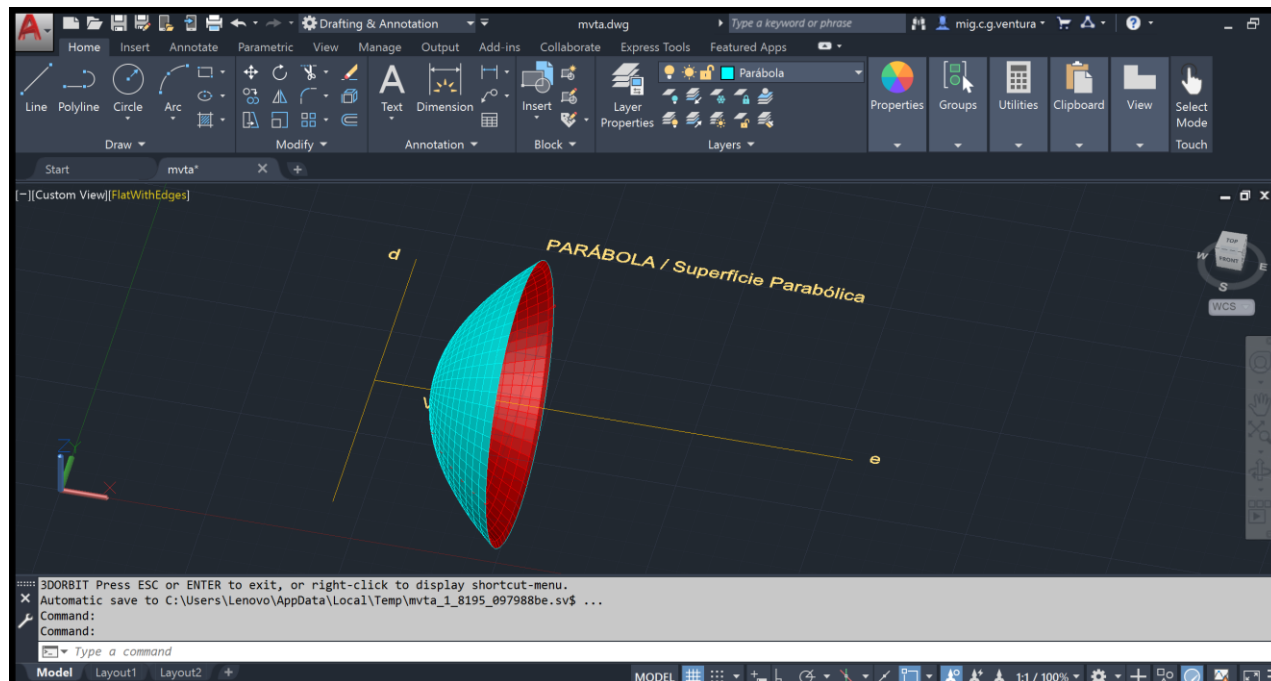 Drafting & Annotation
mvta.dwg
Type a keyword or phrase
mig.c.g.ventura
Home Insert Annotate Parametric View Manage Output Add-ins Collaborate Express Tools Featured Apps
Parábola
Line Polyline Circle Arc
Text Dimension
Insert
Layer
Properties
Properties Groups Utilities Clipboard View Select
Mode
Draw Modify Annotation Block Layers Touch
Start mvta*
[−][Custom View][FlatWithEdges]
TOP
FRONT
W
E
S
WCS
d
PARÁBOLA / Superfície Parabólica
e
Z
Y
X
3DORBIT Press ESC or ENTER to exit, or right-click to display shortcut-menu.
Automatic save to C:\Users\Lenovo\AppData\Local\Temp\mvta_1_8195_097988be.sv$ ...
Command:
Command:
Type a command
Model Layout1 Layout2 +
MODEL 1:1 / 100%